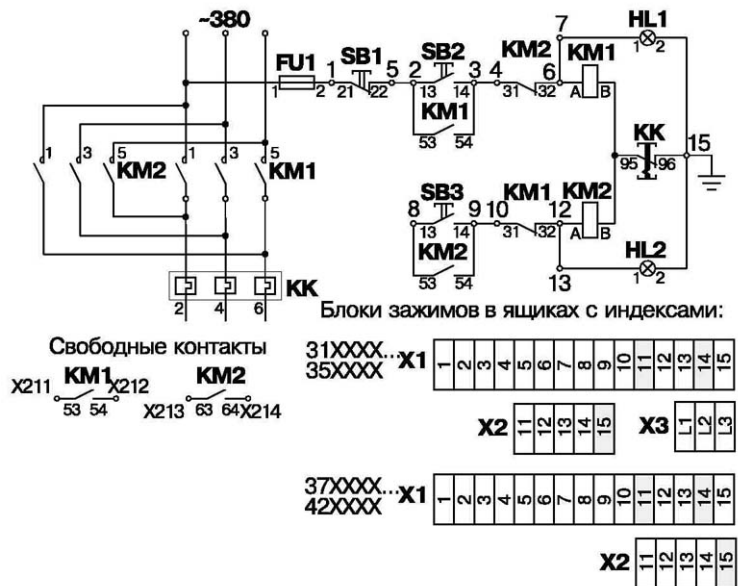 ~380
7 HL1
FU1 SB1 SB2 KM2 KM1 1 2
1 5 2 3 4 6
1 2 21 22 13 14 31 32 A B
KM1
53 54
KK 15
95 96
1 3 5 KM2 1 3 5 KM1
SB3 KM1 KM2
8 9 10 12
13 14 31 32 A B
KM2 HL2
53 54 13 1 2
KK
2 4 6
Блоки зажимов в ящиках с индексами:
Свободные контакты
X211 KM1 X212 KM2
53 54 X213 63 64 X214
31XXXX...
35XXXX X1 1 2 3 4 5 6 7 8 9 10 11 12 13 14 15
X2 11 12 13 14 15 X3 L1 L2 L3
37XXXX...
42XXXX X1 1 2 3 4 5 6 7 8 9 10 11 12 13 14 15
X2 11 12 13 14 15